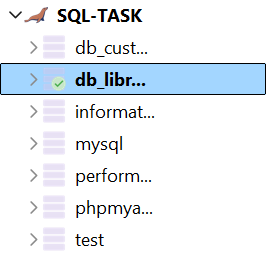 SQL-TASK
db_cust...
db_libr...
informat...
mysql
perform...
phpmya...
test